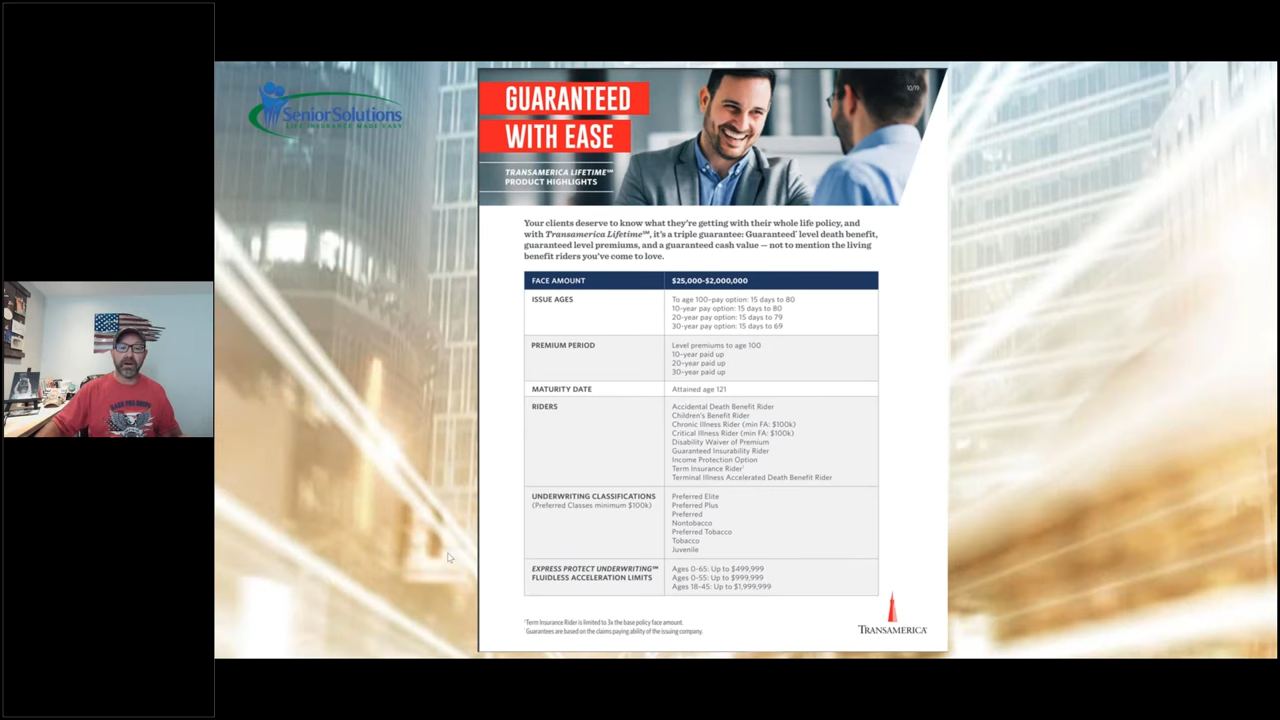 SeniorSolutions
LIFE INSURANCE MADE EASY
GUARANTEED
WITH EASE
10/19
TRANSAMERICA LIFETIME℠
PRODUCT HIGHLIGHTS
Your clients deserve to know what they're getting with their whole life policy, and
with Transamerica Lifetime℠, it's a triple guarantee: Guaranteed* level death benefit,
guaranteed level premiums, and a guaranteed cash value — not to mention the living
benefit riders you've come to love.
FACE AMOUNT $25,000-$2,000,000
ISSUE AGES To age 100–pay option: 15 days to 80
10-year pay option: 15 days to 80
20-year pay option: 15 days to 79
30-year pay option: 15 days to 69
PREMIUM PERIOD Level premiums to age 100
10-year paid up
20-year paid up
30-year paid up
MATURITY DATE Attained age 121
RIDERS Accidental Death Benefit Rider
Children's Benefit Rider
Chronic Illness Rider (min FA: $100k)
Critical Illness Rider (min FA: $100k)
Disability Waiver of Premium
Guaranteed Insurability Rider
Income Protection Option
Term Insurance Rider¹
Terminal Illness Accelerated Death Benefit Rider
UNDERWRITING CLASSIFICATIONS Preferred Elite
(Preferred Classes minimum $100k) Preferred Plus
Preferred
Nontobacco
Preferred Tobacco
Tobacco
Juvenile
EXPRESS PROTECT UNDERWRITING℠ Ages 0-65: Up to $499,999
FLUIDLESS ACCELERATION LIMITS Ages 0-55: Up to $999,999
Ages 18-45: Up to $1,999,999
¹Term Insurance Rider is limited to 3x the base policy face amount.
*Guarantees are based on the claims paying ability of the issuing company.
TRANSAMERICA